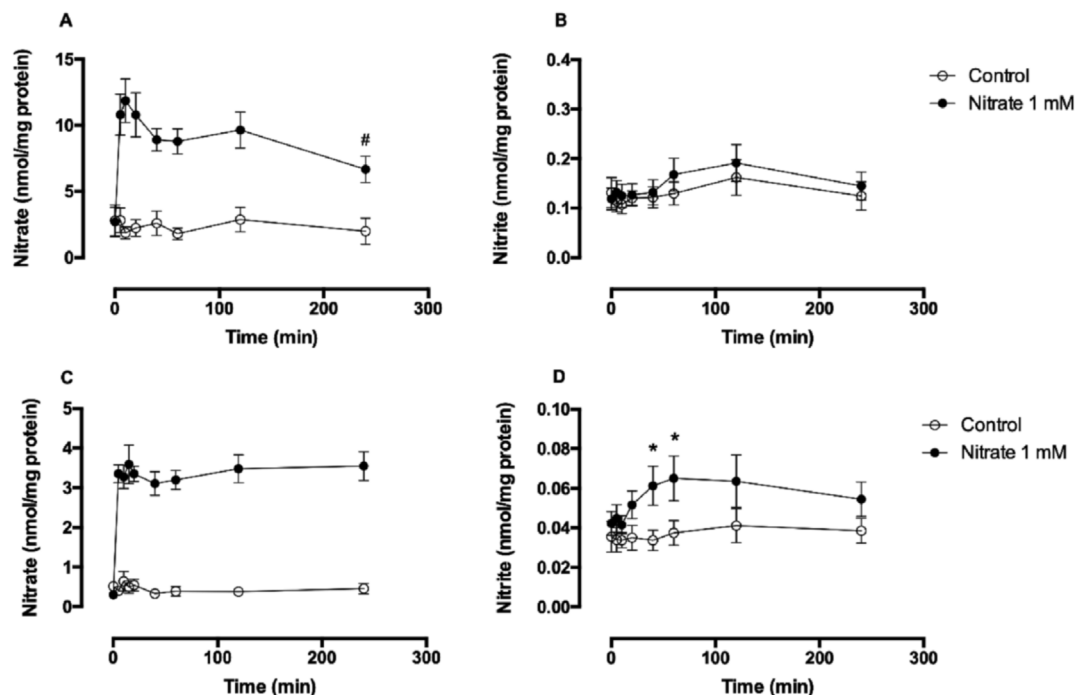 A
Nitrate (nmol/mg protein)
15
10
5
0
#
0 100 200 300
Time (min)
B
Nitrite (nmol/mg protein)
0.4
0.3
0.2
0.1
0.0
0 100 200 300
Time (min)
Control
Nitrate 1 mM
C
Nitrate (nmol/mg protein)
5
4
3
2
1
0
0 100 200 300
Time (min)
D
Nitrite (nmol/mg protein)
0.10
0.08
0.06
0.04
0.02
0.00
* *
0 100 200 300
Time (min)
Control
Nitrate 1 mM